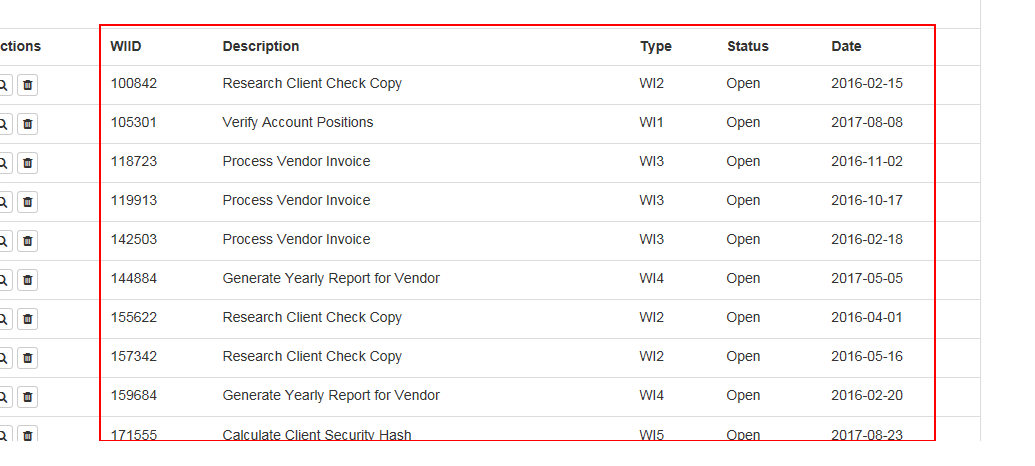 ctions WIID Description Type Status Date
100842 Research Client Check Copy WI2 Open 2016-02-15
105301 Verify Account Positions WI1 Open 2017-08-08
118723 Process Vendor Invoice WI3 Open 2016-11-02
119913 Process Vendor Invoice WI3 Open 2016-10-17
142503 Process Vendor Invoice WI3 Open 2016-02-18
144884 Generate Yearly Report for Vendor WI4 Open 2017-05-05
155622 Research Client Check Copy WI2 Open 2016-04-01
157342 Research Client Check Copy WI2 Open 2016-05-16
159684 Generate Yearly Report for Vendor WI4 Open 2016-02-20
171555 Calculate Client Security Hash WI5 Open 2017-08-23